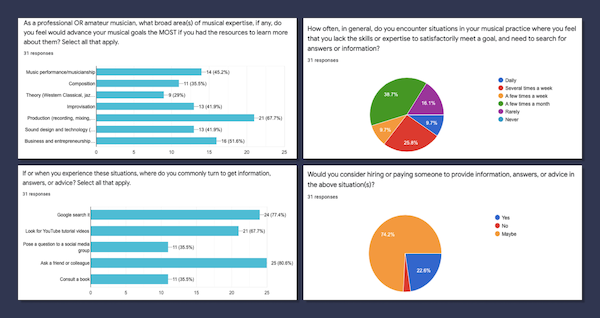 As a professional OR amateur musician, what broad area(s) of musical expertise, if any, do
you feel would advance your musical goals the MOST if you had the resources to learn more
about them? Select all that apply.
31 responses
Music performance/musicianship
14 (45.2%)
Composition
11 (35.5%)
Theory (Western Classical, jaz...
9 (29%)
Improvisation
13 (41.9%)
Production (recording, mixing,...
21 (67.7%)
Sound design and technology (...
13 (41.9%)
Business and entrepreneurship...
16 (51.6%)
0 5 10 15 20 25
How often, in general, do you encounter situations in your musical practice where you feel
that you lack the skills or expertise to satisfactorily meet a goal, and need to search for
answers or information?
31 responses
38.7%
16.1%
9.7%
9.7%
25.8%
Daily
Several times a week
A few times a week
A few times a month
Rarely
Never
If or when you experience these situations, where do you commonly turn to get information,
answers, or advice? Select all that apply.
31 responses
Google search it
24 (77.4%)
Look for YouTube tutorial videos
21 (67.7%)
Pose a question to a social media
group
11 (35.5%)
Ask a friend or colleague
25 (80.6%)
Consult a book
11 (35.5%)
0 5 10 15 20 25
Would you consider hiring or paying someone to provide information, answers, or advice in
the above situation(s)?
31 responses
74.2%
22.6%
Yes
No
Maybe